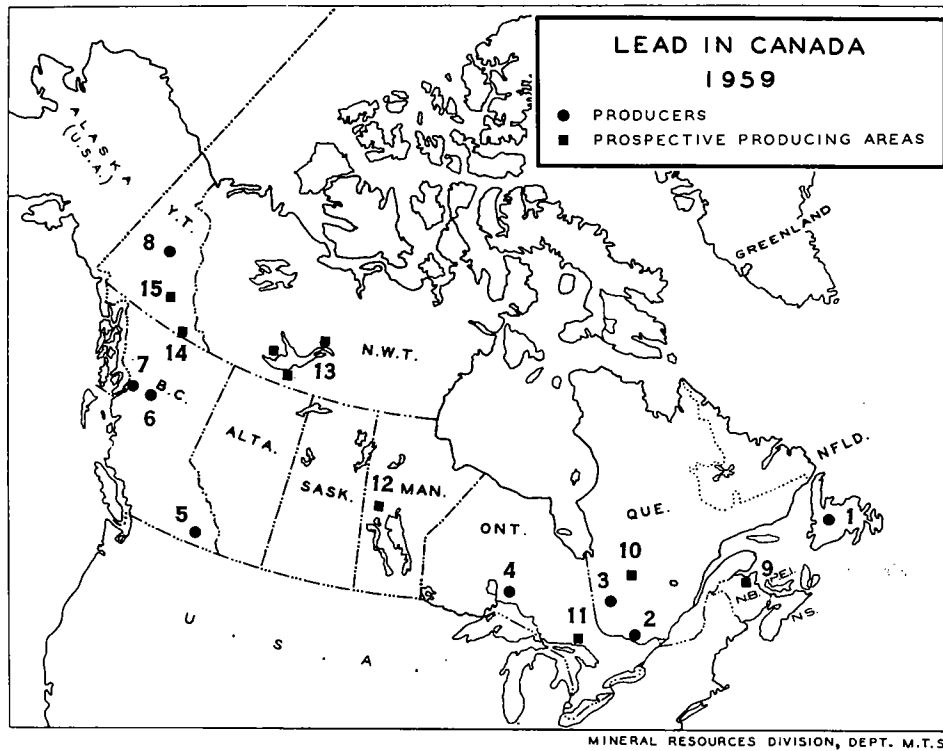 LEAD IN CANADA
1959
● PRODUCERS
■ PROSPECTIVE PRODUCING AREAS
ALASKA
(U.S.A.)
Y.T.
8
15
14
7
B.C.
6
5
N.W.T.
13
ALTA.
SASK.
12
MAN.
ONT.
4
11
QUE.
10
3
2
GREENLAND
NFLD.
1
9
P.E.I.
N.B.
N.S.
U. S. A.
MINERAL RESOURCES DIVISION, DEPT. M.T.S